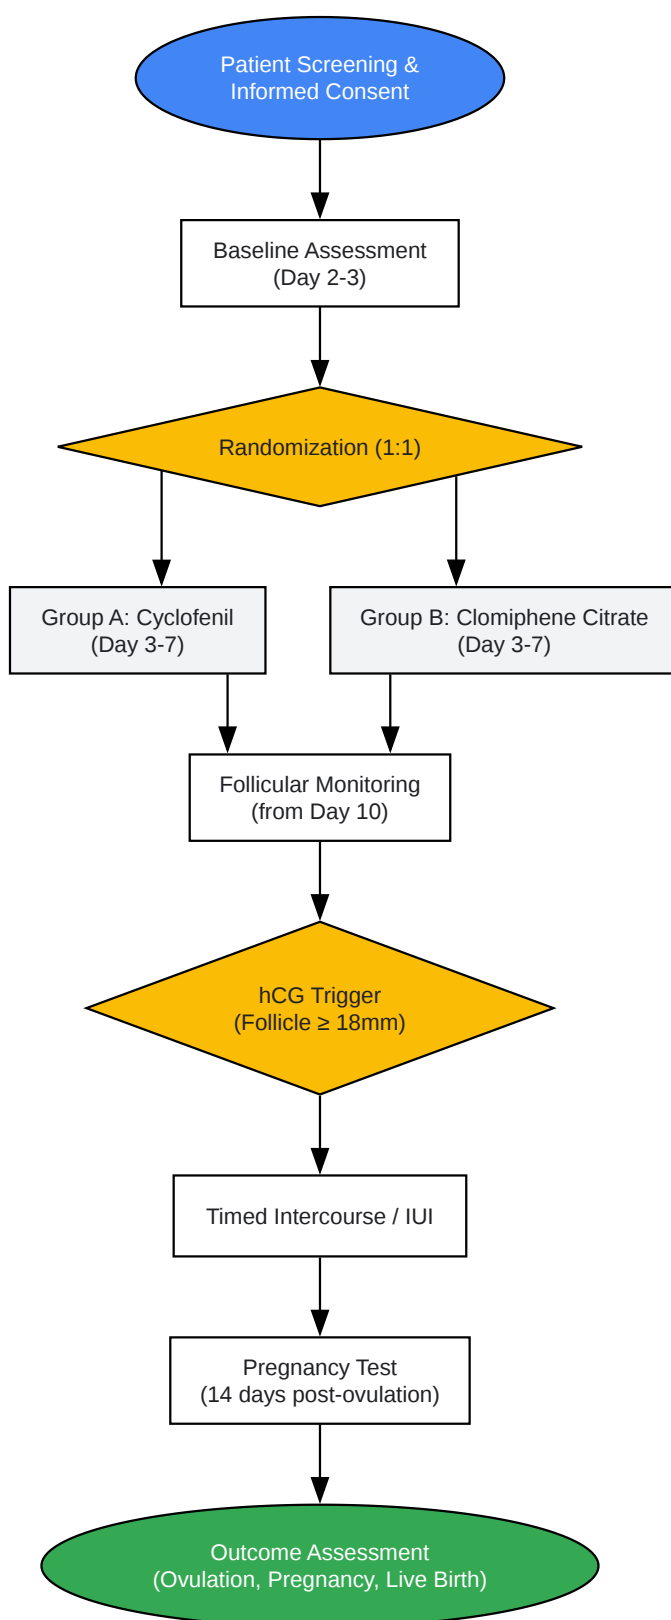 Patient Screening &
Informed Consent
Baseline Assessment
(Day 2-3)
Randomization (1:1)
Group A: Cyclofenil
(Day 3-7)
Group B: Clomiphene Citrate
(Day 3-7)
Follicular Monitoring
(from Day 10)
hCG Trigger
(Follicle ≥ 18mm)
Timed Intercourse / IUI
Pregnancy Test
(14 days post-ovulation)
Outcome Assessment
(Ovulation, Pregnancy, Live Birth)